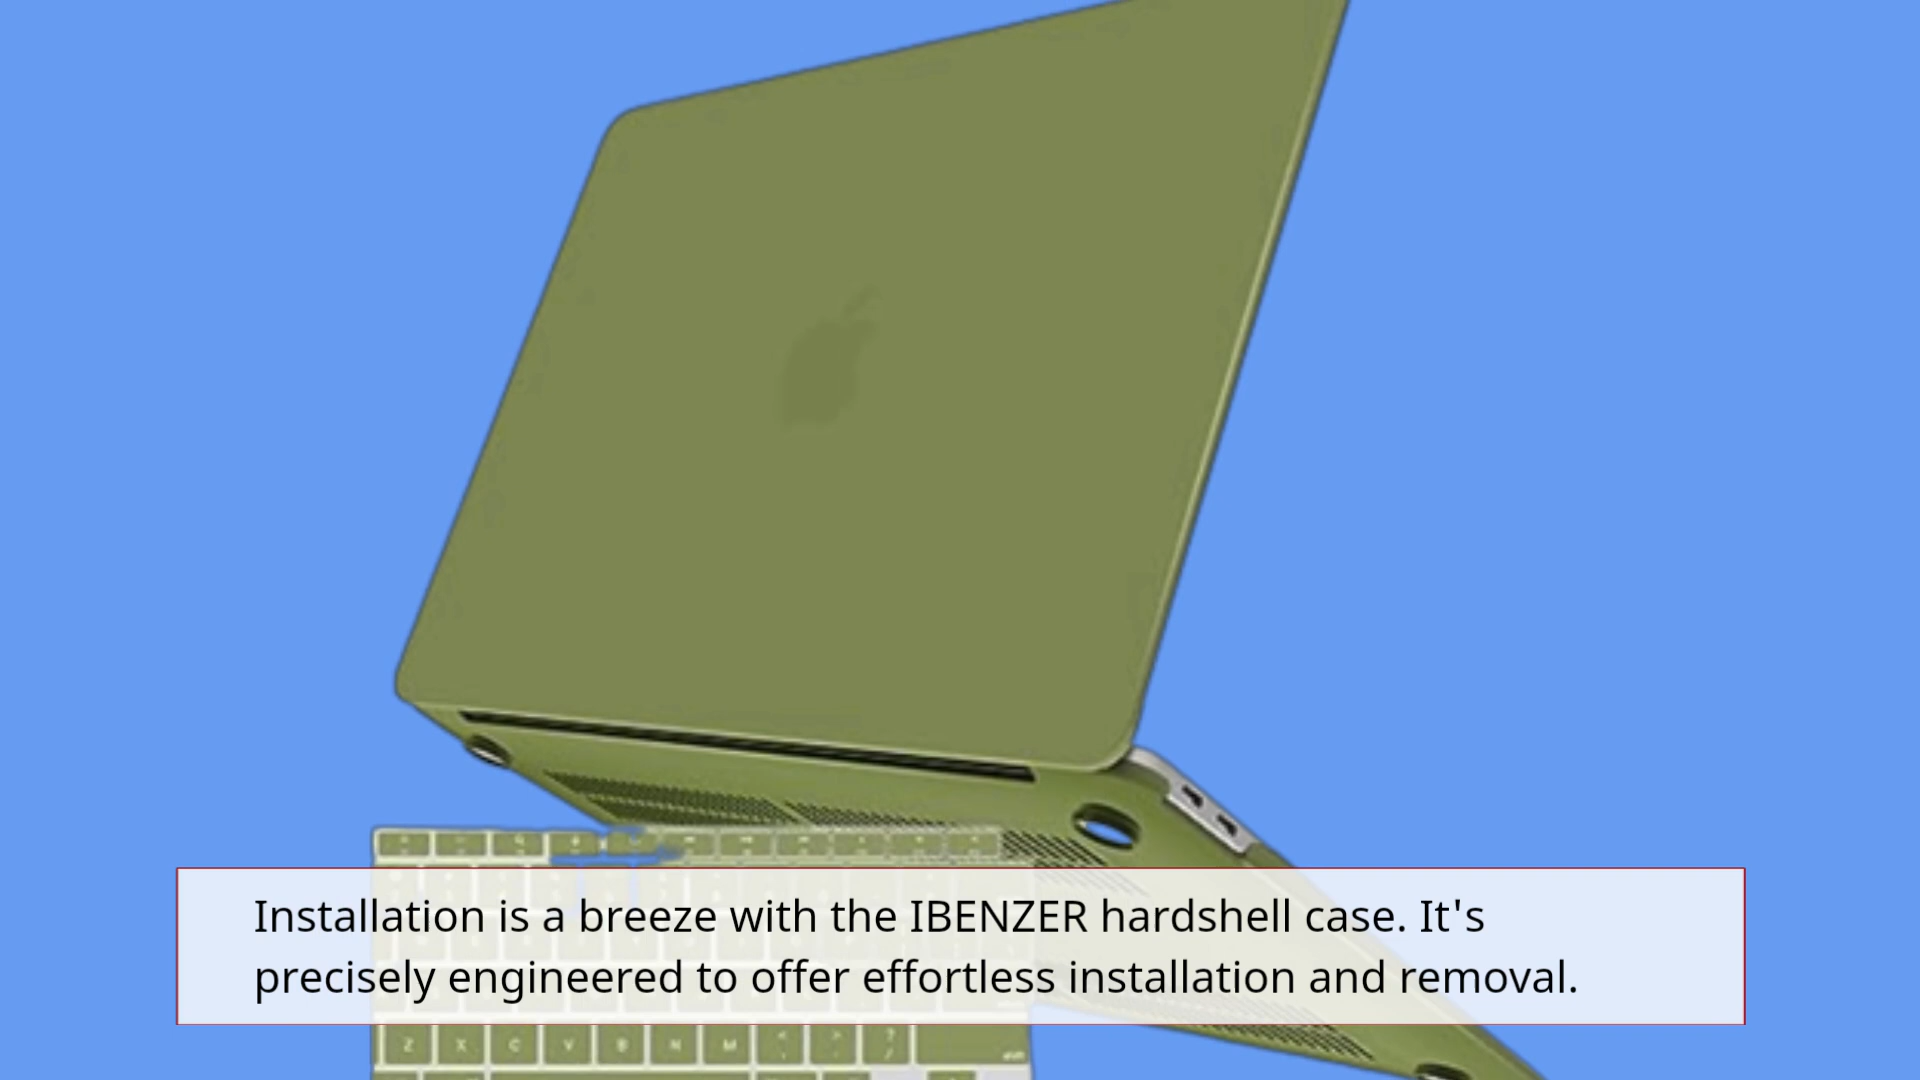 Installation is a breeze with the IBENZER hardshell case. It's
precisely engineered to offer effortless installation and removal.
Z X C V B N M < , > . ? /